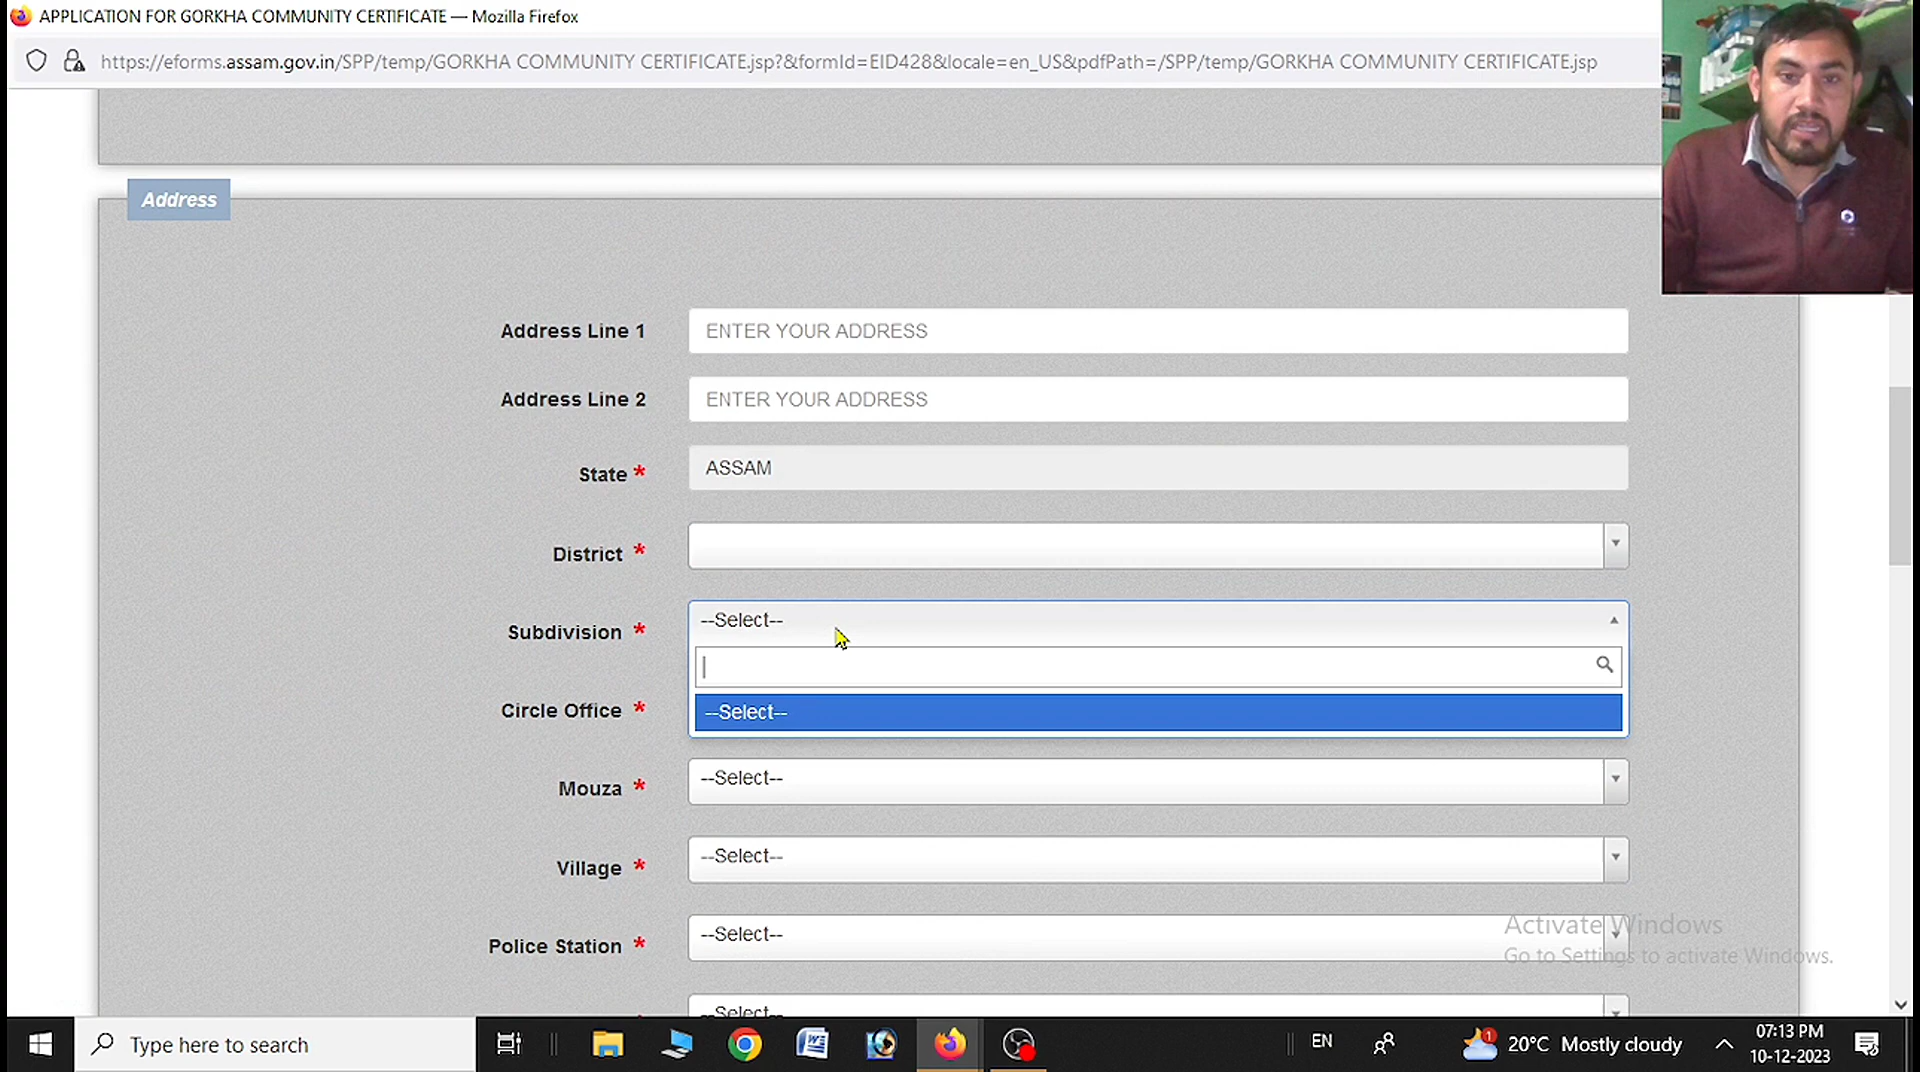 APPLICATION FOR GORKHA COMMUNITY CERTIFICATE — Mozilla Firefox
https://eforms.assam.gov.in/SPP/temp/GORKHA COMMUNITY CERTIFICATE.jsp?&formId=EID428&locale=en_US&pdfPath=/SPP/temp/GORKHA COMMUNITY CERTIFICATE.jsp
Address
Address Line 1 ENTER YOUR ADDRESS
Address Line 2 ENTER YOUR ADDRESS
State * ASSAM
District *
Subdivision * --Select--
Circle Office * --Select--
Mouza * --Select--
Village * --Select--
Police Station * --Select--
--Select--
Activate Windows
Go to Settings to activate Windows.
Type here to search
EN
1
20°C Mostly cloudy
07:13 PM
10-12-2023